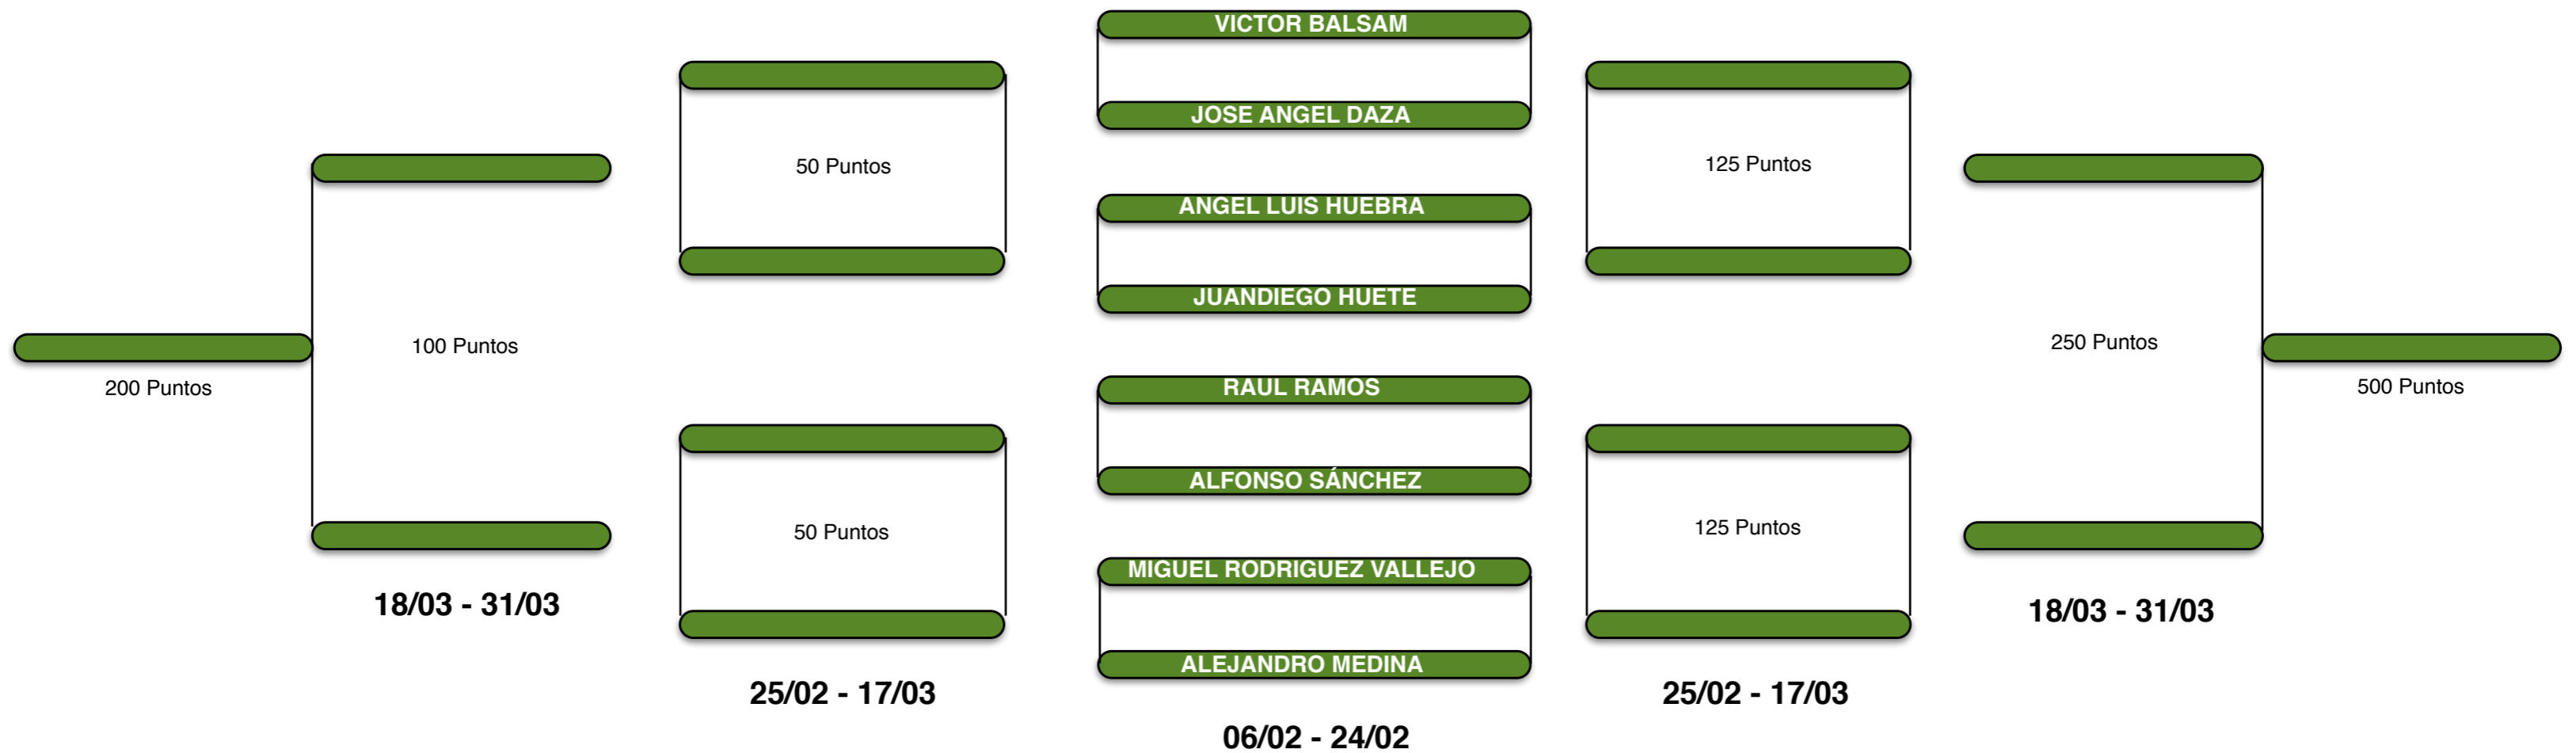 VICTOR BALSAM
JOSE ANGEL DAZA
50 Puntos
125 Puntos
ANGEL LUIS HUEBRA
JUANDIEGO HUETE
100 Puntos
250 Puntos
200 Puntos
RAUL RAMOS
500 Puntos
ALFONSO SÁNCHEZ
50 Puntos
125 Puntos
MIGUEL RODRIGUEZ VALLEJO
18/03 - 31/03
18/03 - 31/03
ALEJANDRO MEDINA
25/02 - 17/03
25/02 - 17/03
06/02 - 24/02